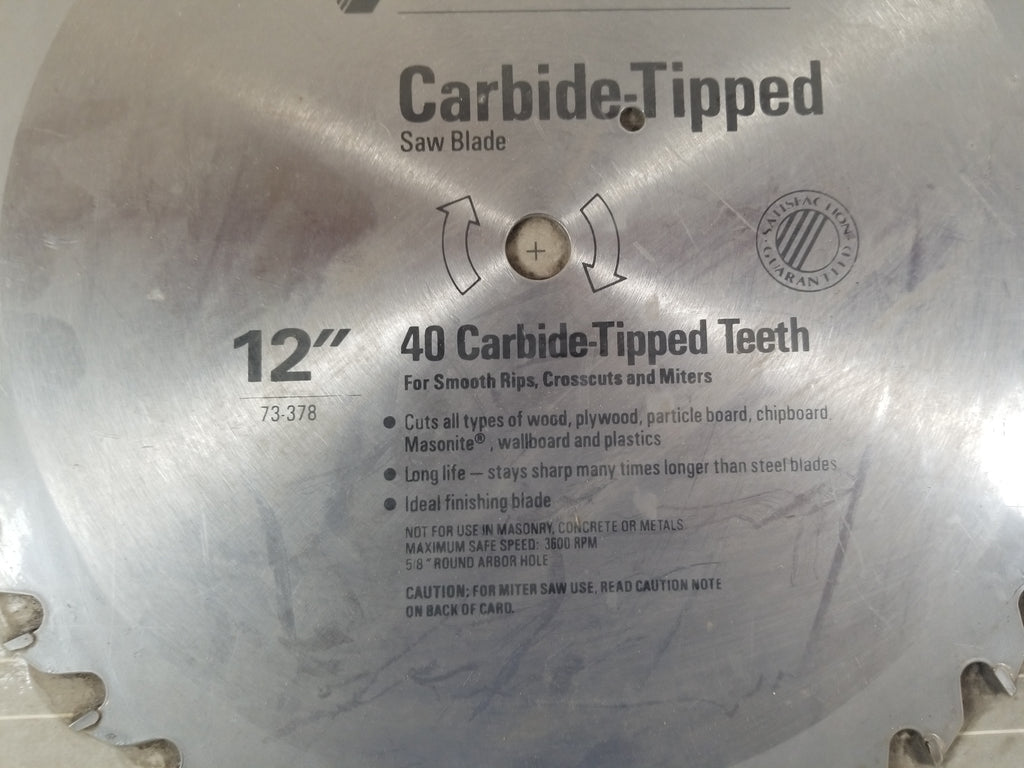 Carbide-Tipped
Saw Blade
SATISFACTION
GUARANTEED
12"
73-378
40 Carbide-Tipped Teeth
For Smooth Rips, Crosscuts and Miters
● Cuts all types of wood, plywood, particle board, chipboard,
Masonite®, wallboard and plastics
● Long life — stays sharp many times longer than steel blades
● Ideal finishing blade
NOT FOR USE IN MASONRY, CONCRETE OR METALS
MAXIMUM SAFE SPEED: 3600 RPM
5/8" ROUND ARBOR HOLE
CAUTION: FOR MITER SAW USE, READ CAUTION NOTE
ON BACK OF CARD.